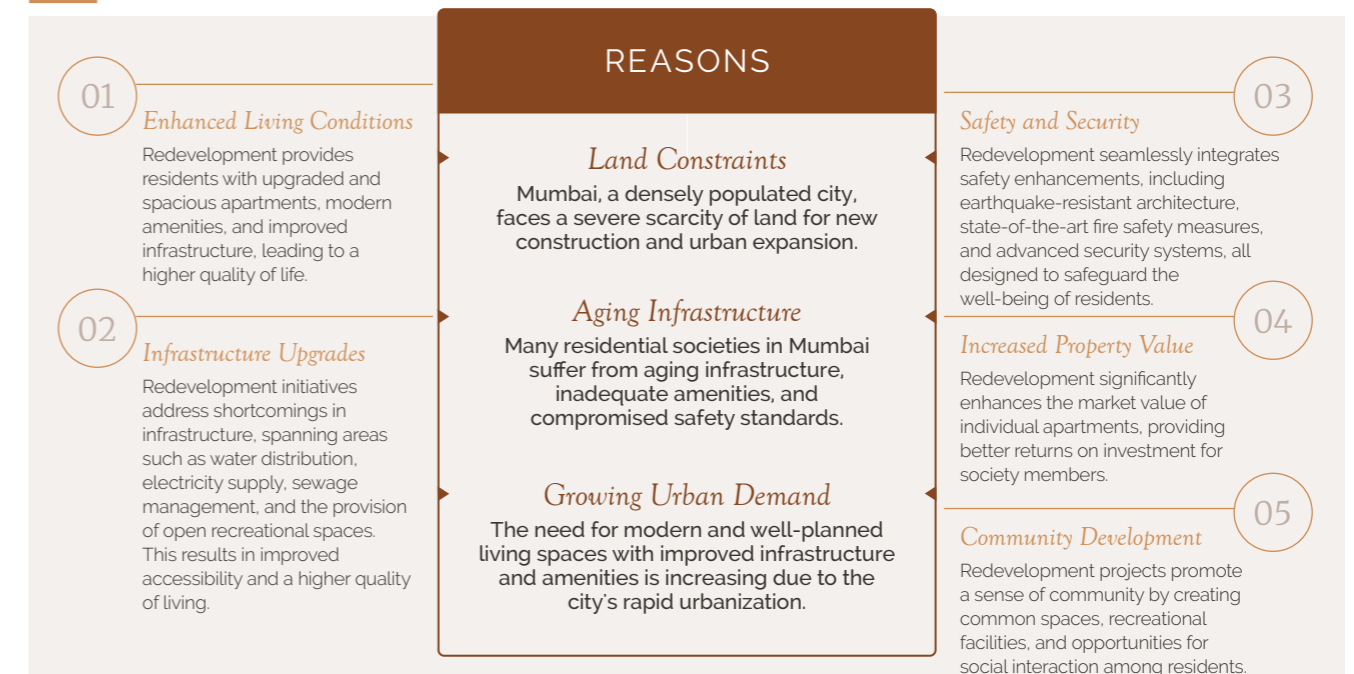 01
Enhanced Living Conditions
Redevelopment provides
residents with upgraded and
spacious apartments, modern
amenities, and improved
infrastructure, leading to a
higher quality of life.
02
Infrastructure Upgrades
Redevelopment initiatives
address shortcomings in
infrastructure, spanning areas
such as water distribution,
electricity supply, sewage
management, and the provision
of open recreational spaces.
This results in improved
accessibility and a higher quality
of living.
REASONS
Land Constraints
Mumbai, a densely populated city,
faces a severe scarcity of land for new
construction and urban expansion.
Aging Infrastructure
Many residential societies in Mumbai
suffer from aging infrastructure,
inadequate amenities, and
compromised safety standards.
Growing Urban Demand
The need for modern and well-planned
living spaces with improved infrastructure
and amenities is increasing due to the
city's rapid urbanization.
03
Safety and Security
Redevelopment seamlessly integrates
safety enhancements, including
earthquake-resistant architecture,
state-of-the-art fire safety measures,
and advanced security systems, all
designed to safeguard the
well-being of residents.
04
Increased Property Value
Redevelopment significantly
enhances the market value of
individual apartments, providing
better returns on investment for
society members.
05
Community Development
Redevelopment projects promote
a sense of community by creating
common spaces, recreational
facilities, and opportunities for
social interaction among residents.